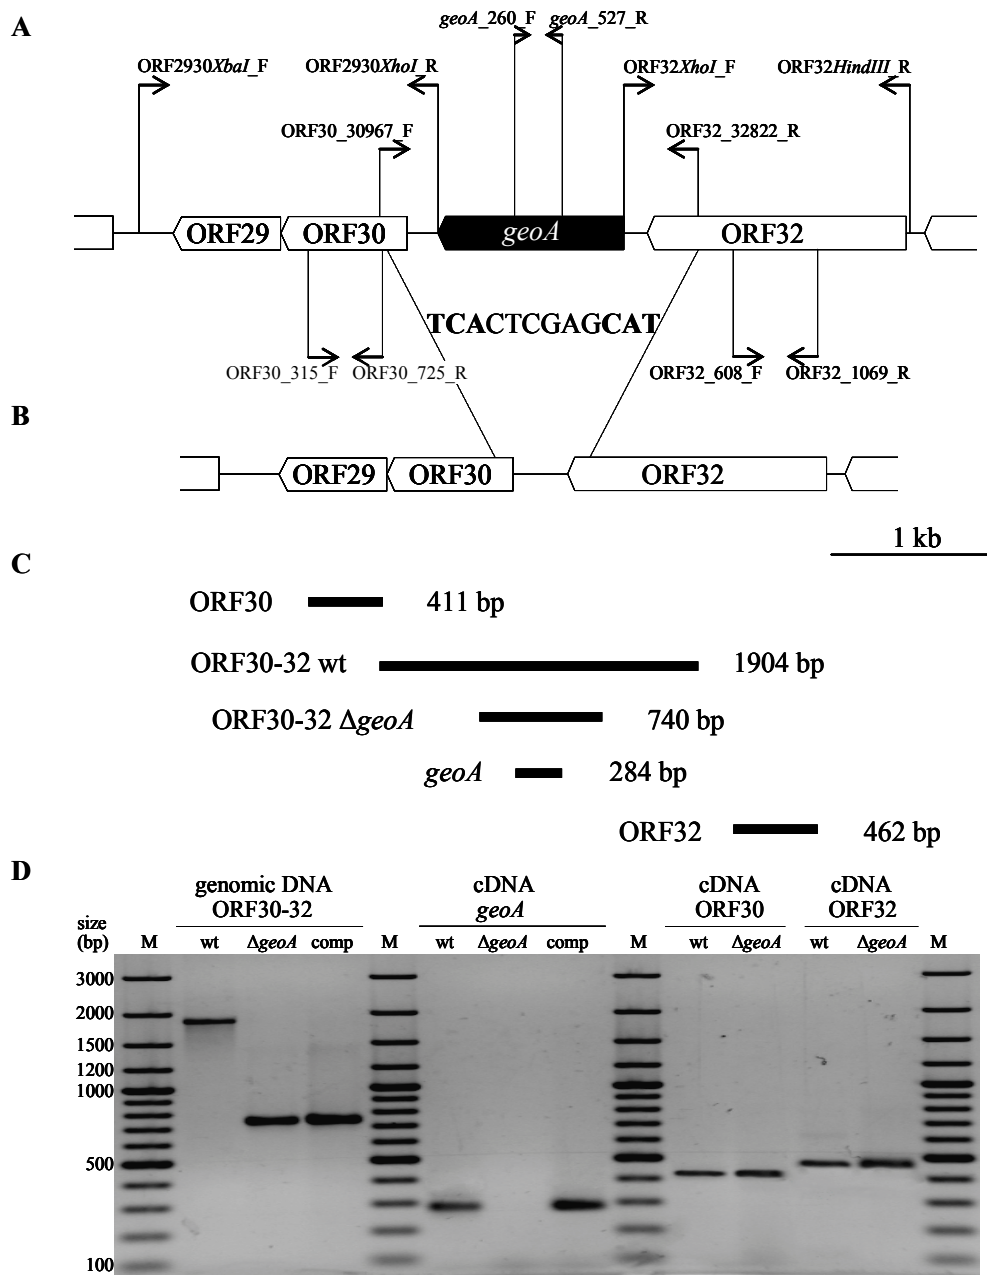 A
geoA_260_F geoA_527_R
ORF2930XbaI_F ORF2930XhoI_R ORF32XhoI_F ORF32HindIII_R
ORF30_30967_F ORF32_32822_R
ORF29 ORF30 geoA ORF32
TCACTCGAGCAT
ORF30_315_F ORF30_725_R ORF32_608_F ORF32_1069_R
B
ORF29 ORF30 ORF32
1 kb
C
ORF30 411 bp
ORF30-32 wt 1904 bp
ORF30-32 ΔgeoA 740 bp
geoA 284 bp
ORF32 462 bp
D
genomic DNA cDNA cDNA cDNA
ORF30-32 geoA ORF30 ORF32
size
(bp) M wt ΔgeoA comp M wt ΔgeoA comp M wt ΔgeoA wt ΔgeoA M
3000
2000
1500
1200
1000
500
100